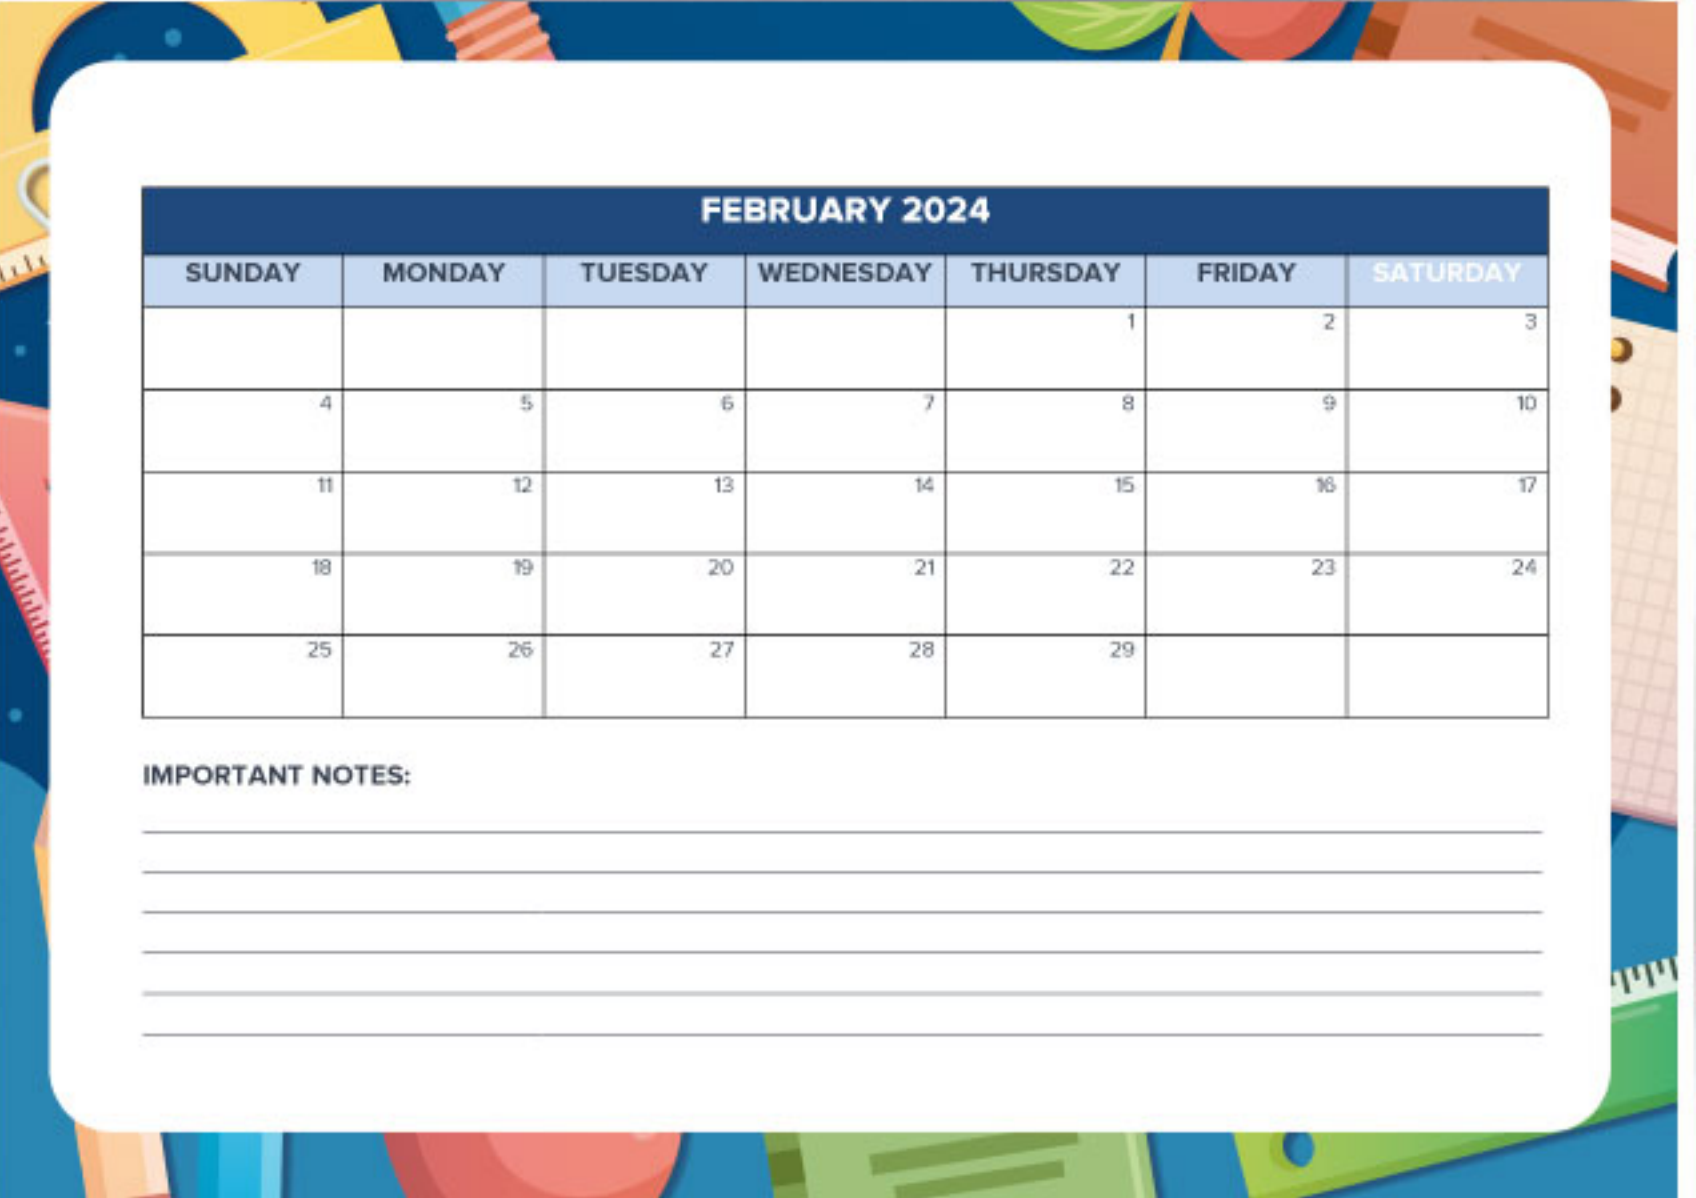 FEBRUARY 2024
SUNDAY MONDAY TUESDAY WEDNESDAY THURSDAY FRIDAY SATURDAY
1 2 3
4 5 6 7 8 9 10
11 12 13 14 15 16 17
18 19 20 21 22 23 24
25 26 27 28 29
IMPORTANT NOTES: